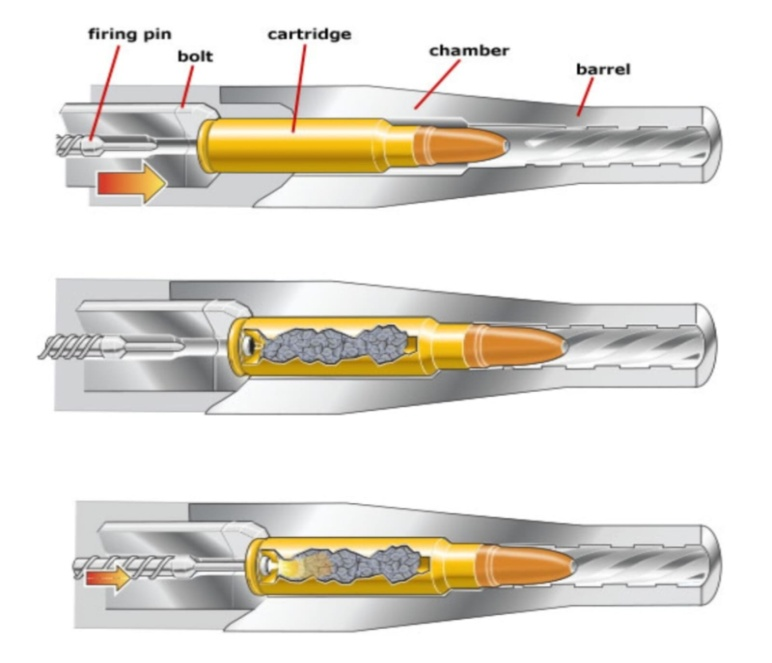 firing pin
bolt
cartridge
chamber
barrel